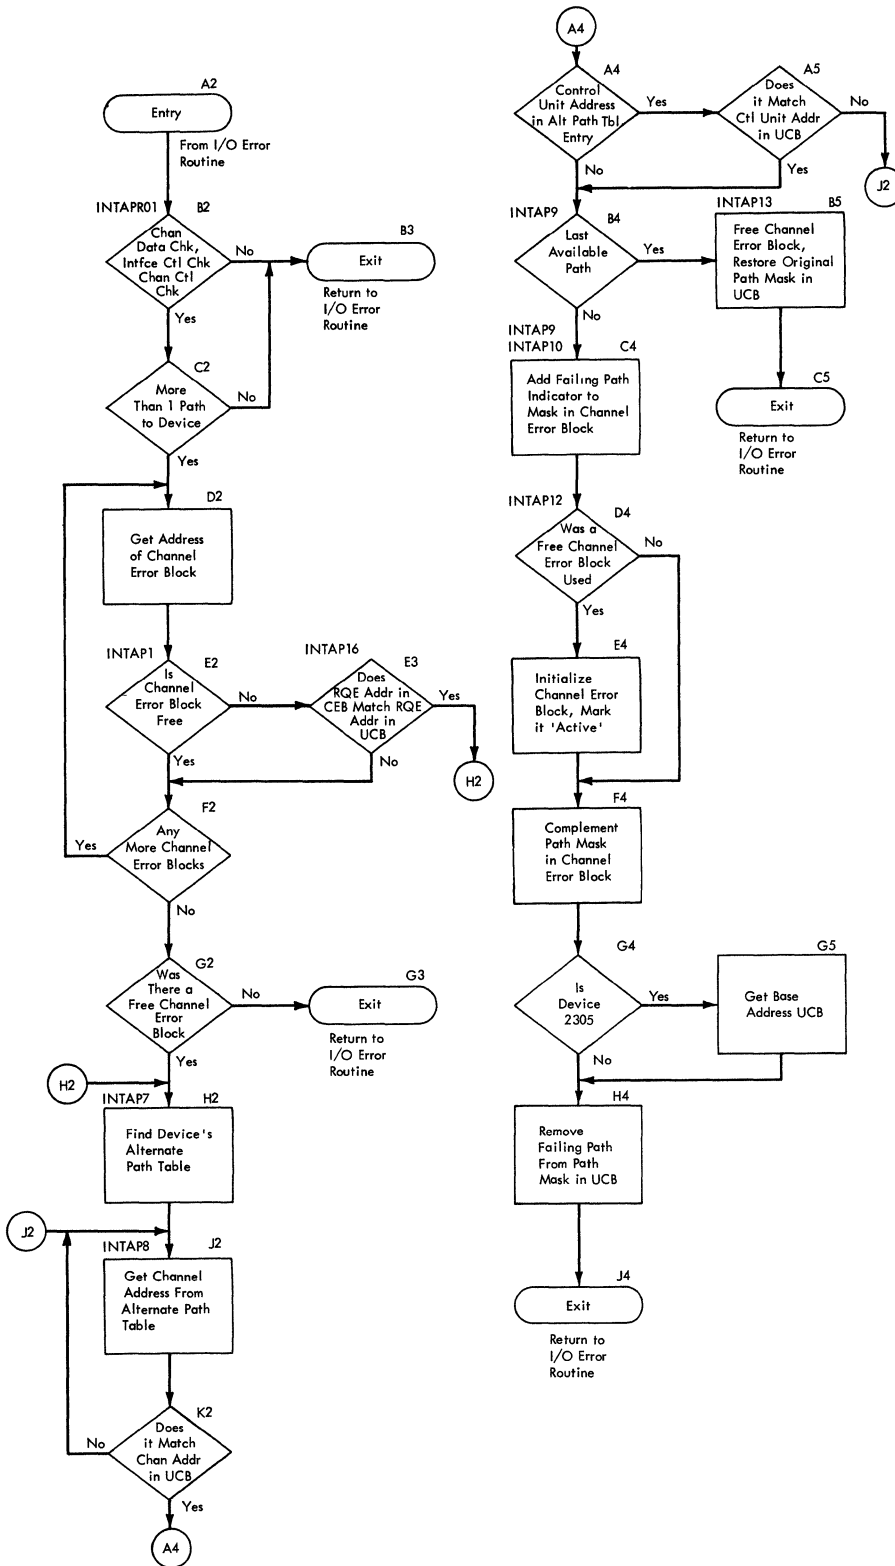 A2
Entry
From I/O Error
Routine
INTAPR01
B2
Chan
Data Chk,
Intfce Ctl Chk
Chan Ctl
Chk
No
Yes
B3
Exit
Return to
I/O Error
Routine
C2
More
Than 1 Path
to Device
No
Yes
D2
Get Address
of Channel
Error Block
INTAP1
E2
Is
Channel
Error Block
Free
No
Yes
INTAP16
E3
Does
RQE Addr in
CEB Match RQE
Addr in
UCB
Yes
No
H2
F2
Any
More Channel
Error Blocks
Yes
No
G2
Was
There a
Free Channel
Error
Block
No
Yes
G3
Exit
Return to
I/O Error
Routine
H2
INTAP7
H2
Find Device's
Alternate
Path Table
J2
INTAP8
J2
Get Channel
Address From
Alternate Path
Table
K2
Does
it Match
Chan Addr
in UCB
No
Yes
A4
A4
A4
Control
Unit Address
in Alt Path Tbl
Entry
Yes
No
A5
Does
it Match
Ctl Unit Addr
in UCB
No
Yes
J2
INTAP9
B4
Last
Available
Path
Yes
No
INTAP13
B5
Free Channel
Error Block,
Restore Original
Path Mask in
UCB
C5
Exit
Return to
I/O Error
Routine
INTAP9
INTAP10
C4
Add Failing Path
Indicator to
Mask in Channel
Error Block
INTAP12
D4
Was a
Free Channel
Error Block
Used
No
Yes
E4
Initialize
Channel Error
Block, Mark
it 'Active'
F4
Complement
Path Mask
in Channel
Error Block
G4
Is
Device
2305
Yes
No
G5
Get Base
Address UCB
H4
Remove
Failing Path
From Path
Mask in UCB
J4
Exit
Return to
I/O Error
Routine